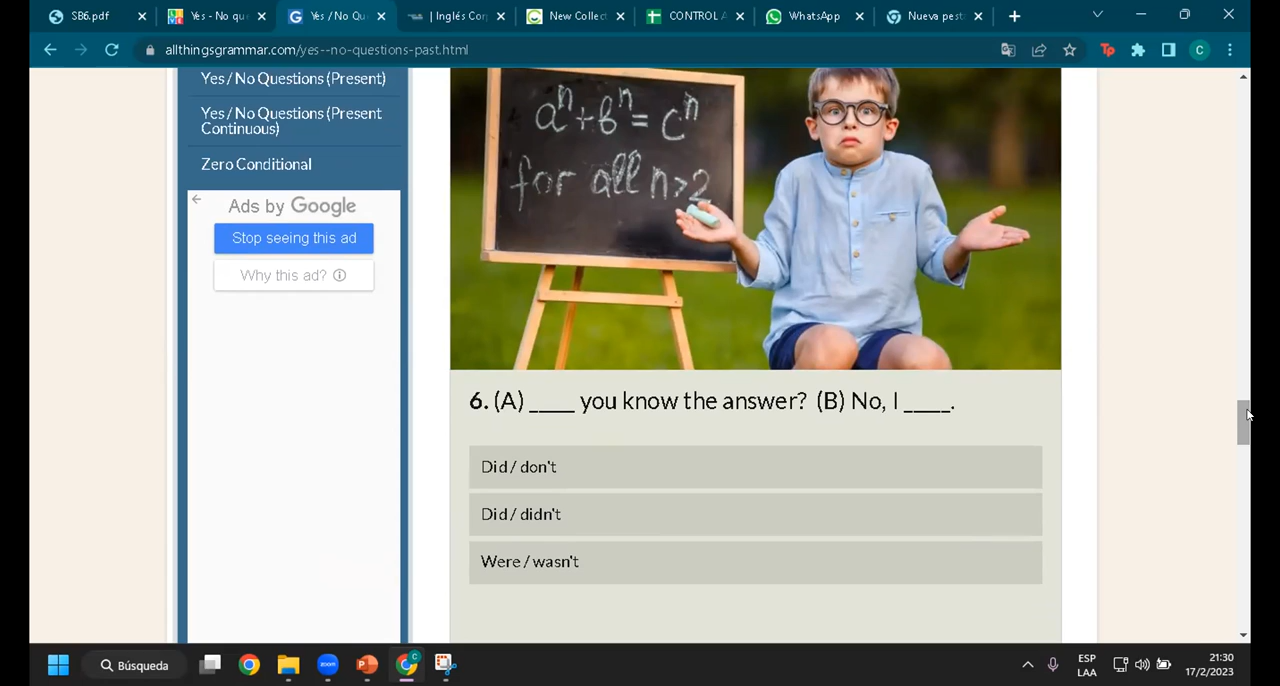 SB6.pdf
Yes - No qu
Yes / No Qu
| Inglés Cor
New Collec
CONTROL A
WhatsApp
Nueva pest
allthingsgrammar.com/yes--no-questions-past.html
Yes / No Questions (Present)
Yes / No Questions (Present
Continuous)
Zero Conditional
Ads by Google
Stop seeing this ad
Why this ad?
aⁿ+bⁿ=cⁿ
for all n>2
6. (A) ____ you know the answer? (B) No, I ____.
Did / don't
Did / didn't
Were / wasn't
Búsqueda
zoom
ESP
LAA
21:30
17/2/2023